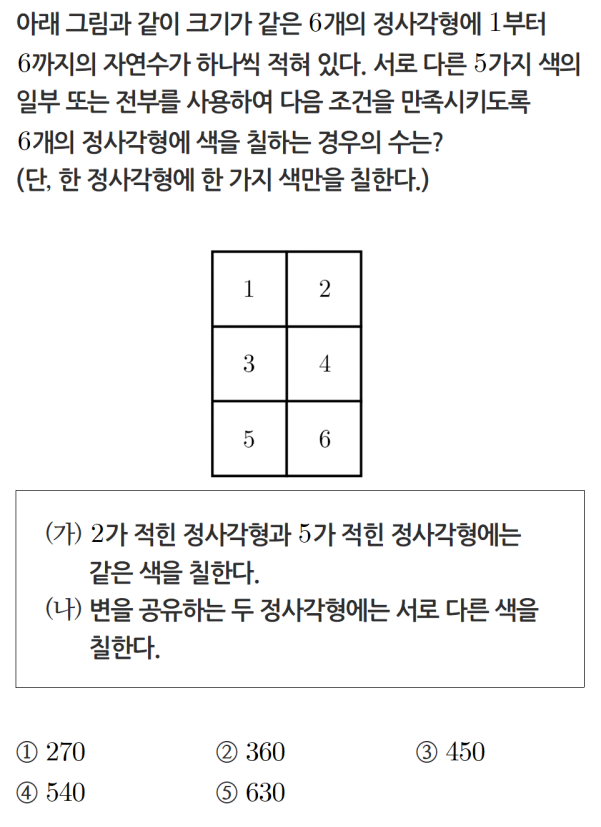 아래 그림과 같이 크기가 같은 6개의 정사각형에 1부터
6까지의 자연수가 하나씩 적혀 있다. 서로 다른 5가지 색의
일부 또는 전부를 사용하여 다음 조건을 만족시키도록
6개의 정사각형에 색을 칠하는 경우의 수는?
(단, 한 정사각형에 한 가지 색만을 칠한다.)
1 2
3 4
5 6
(가) 2가 적힌 정사각형과 5가 적힌 정사각형에는
같은 색을 칠한다.
(나) 변을 공유하는 두 정사각형에는 서로 다른 색을
칠한다.
① 270 ② 360 ③ 450
④ 540 ⑤ 630